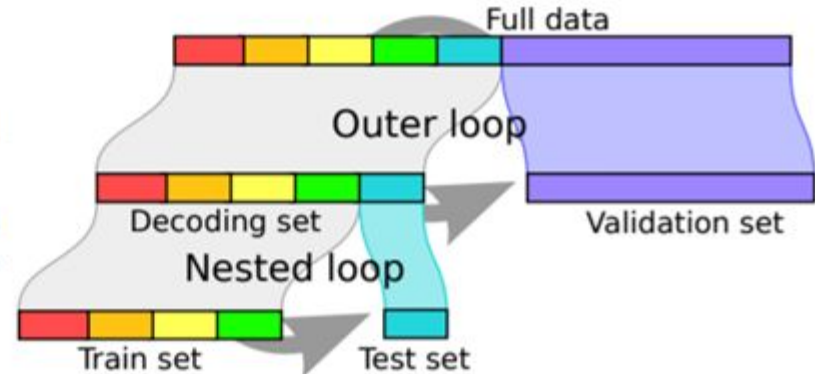 Full data
Outer loop
Decoding set
Validation set
Nested loop
Train set
Test set